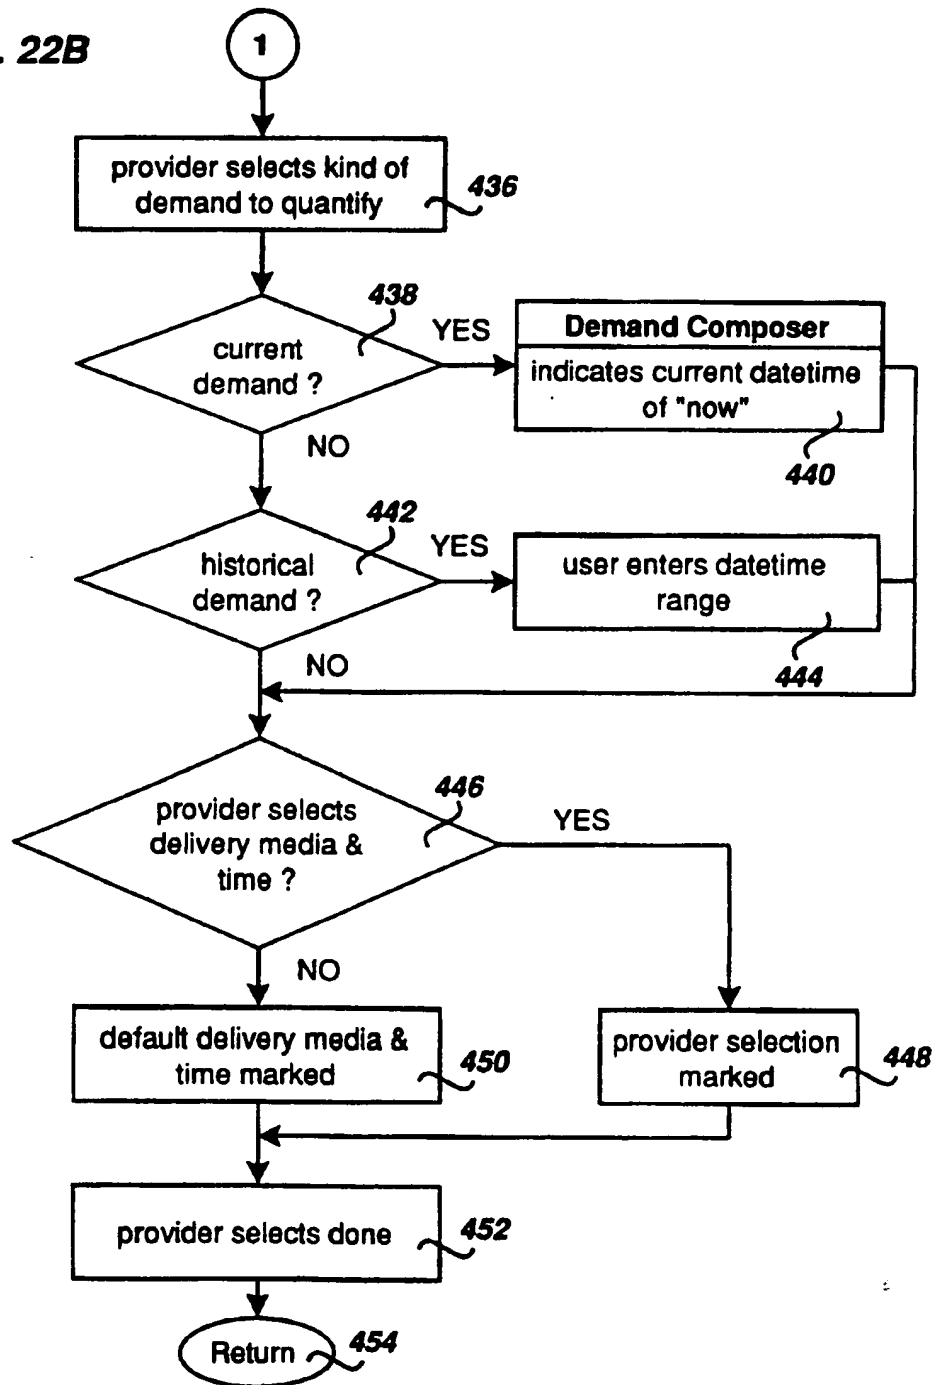 . 22B
1
provider selects kind of
demand to quantify
436
438
current
demand ?
YES
Demand Composer
indicates current datetime
of "now"
440
NO
442
historical
demand ?
YES
user enters datetime
range
444
NO
446
provider selects
delivery media &
time ?
YES
NO
default delivery media &
time marked
450
provider selection
marked
448
provider selects done
452
Return
454